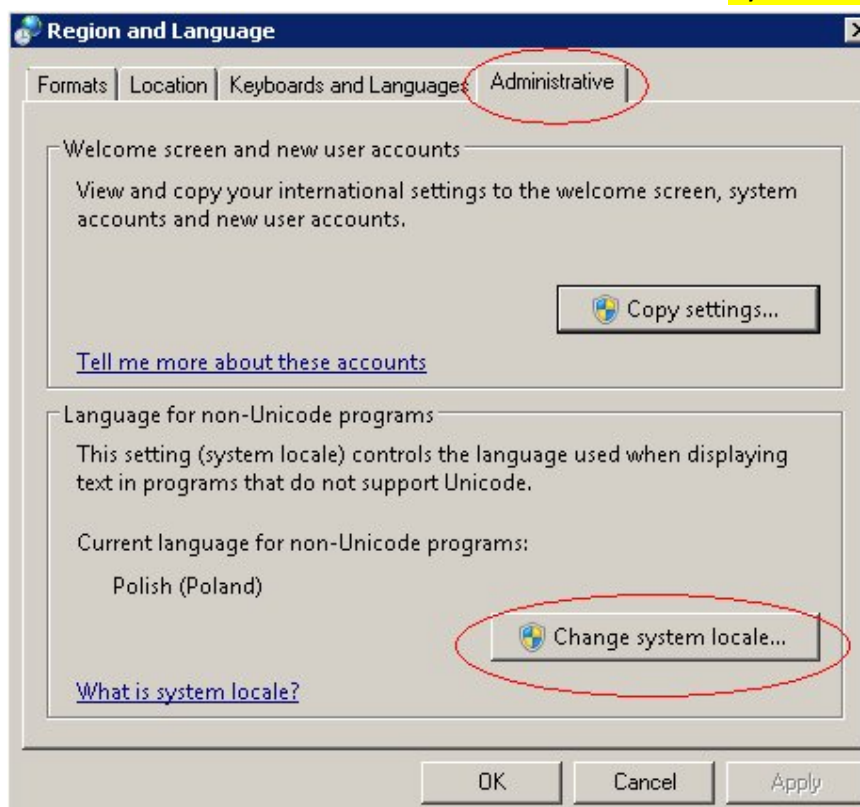 Region and Language
Formats Location Keyboards and Languages Administrative
Welcome screen and new user accounts
View and copy your international settings to the welcome screen, system
accounts and new user accounts.
Copy settings...
Tell me more about these accounts
Language for non-Unicode programs
This setting (system locale) controls the language used when displaying
text in programs that do not support Unicode.
Current language for non-Unicode programs:
Polish (Poland)
Change system locale...
What is system locale?
OK Cancel Apply